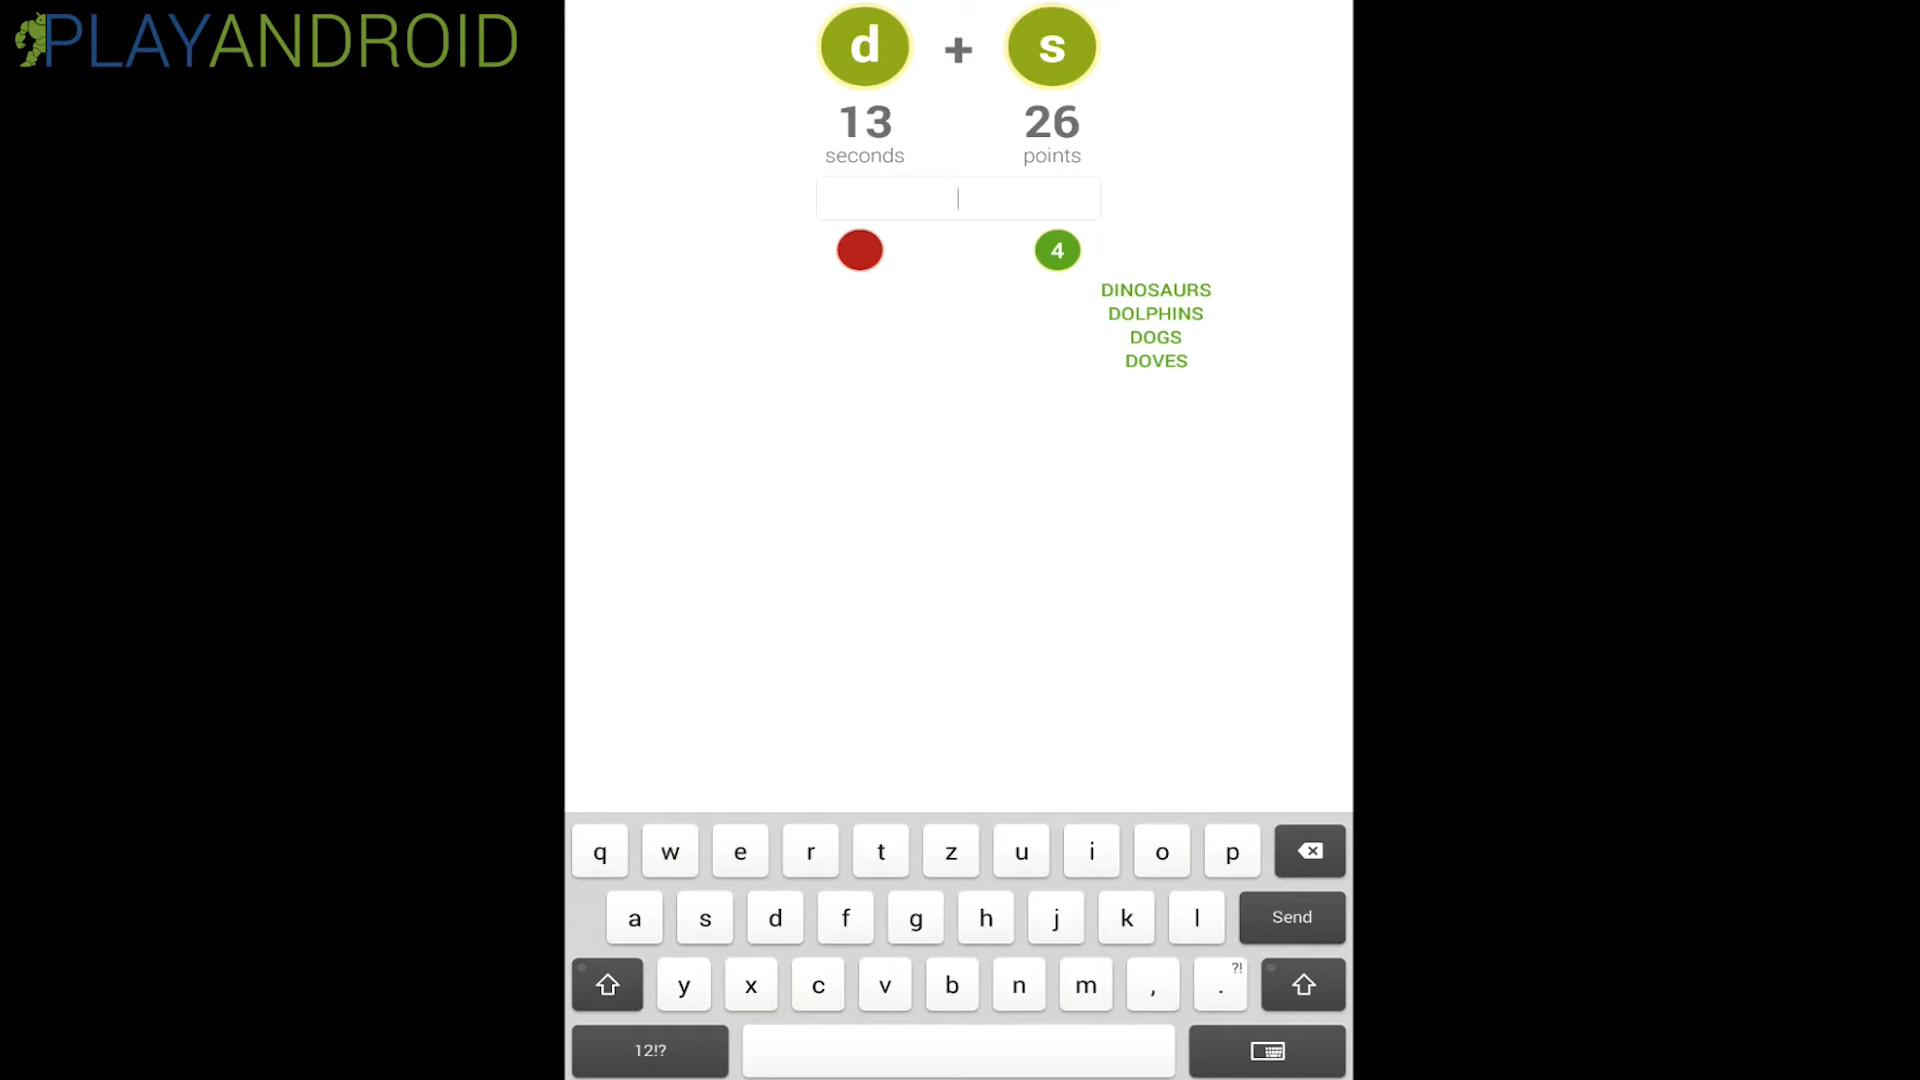 PLAYANDROID
d + s
13 26
seconds points
4
DINOSAURS
DOLPHINS
DOGS
DOVES
q w e r t z u i o p
a s d f g h j k l Send
y x c v b n m , . ?!
12!?